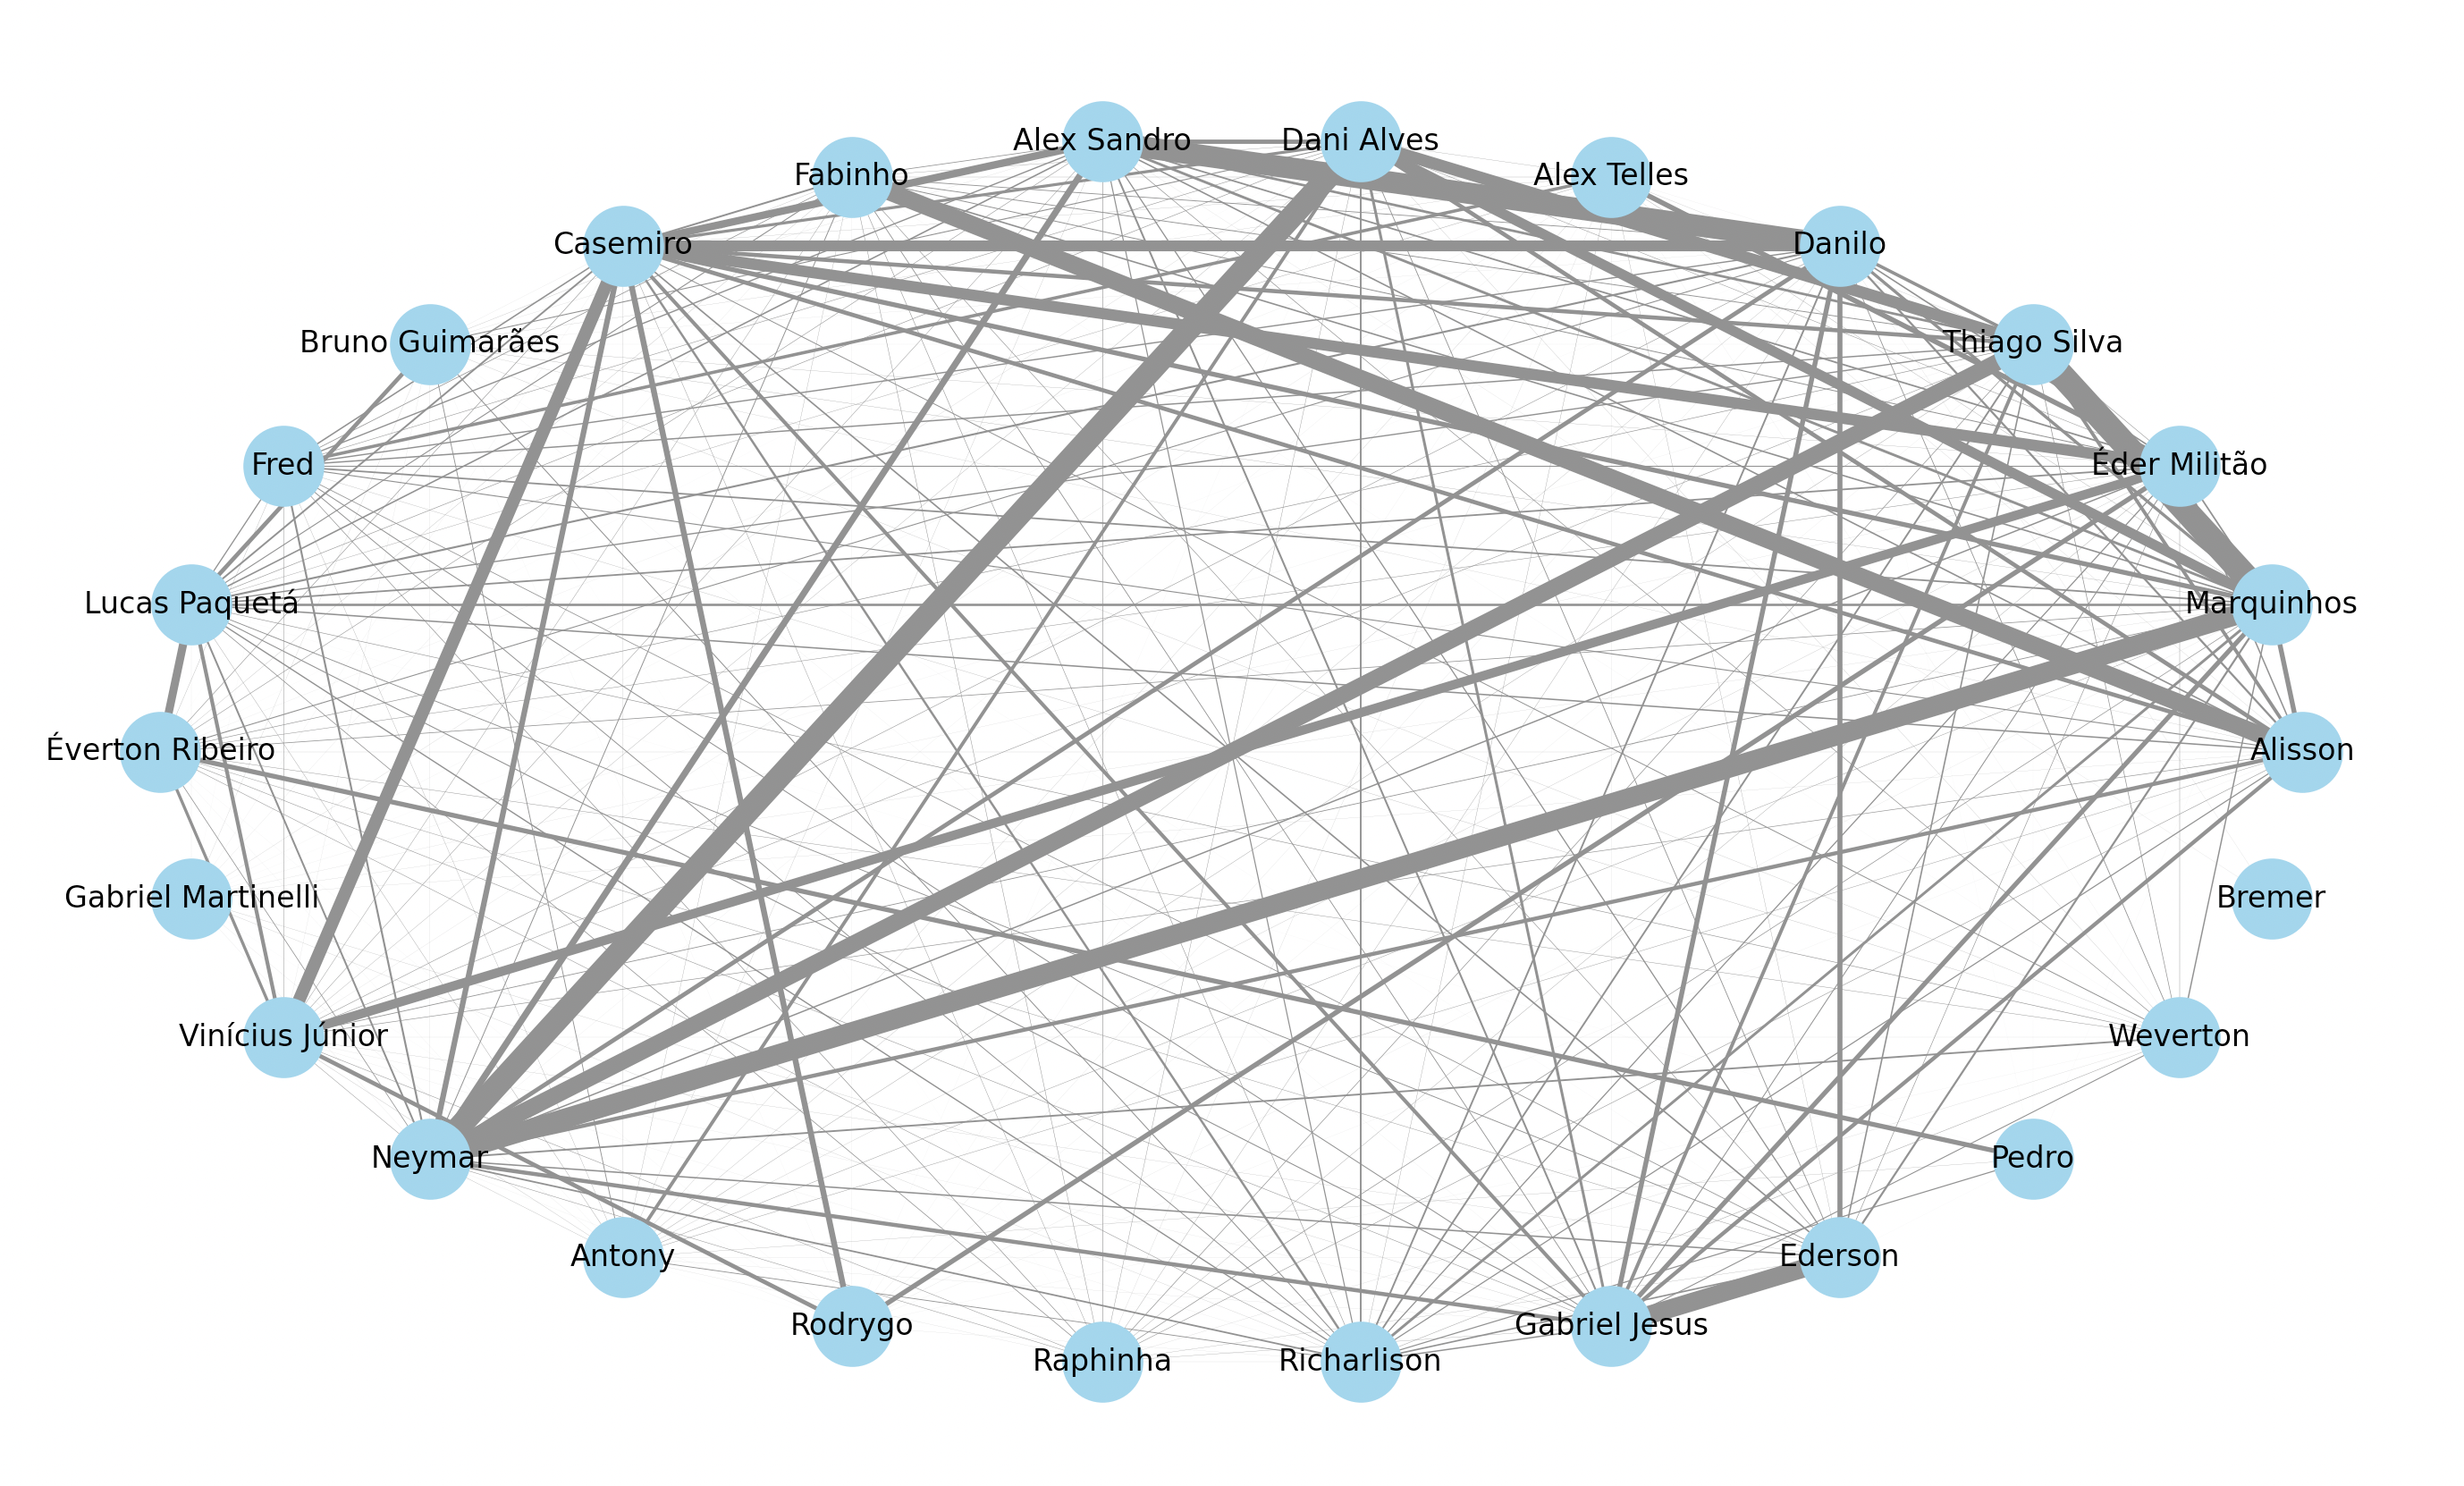 Alex Sandro
Dani Alves
Fabinho
Alex Telles
Casemiro
Danilo
Bruno Guimarães
Thiago Silva
Fred
Éder Militão
Lucas Paquetá
Marquinhos
Éverton Ribeiro
Alisson
Gabriel Martinelli
Bremer
Vinícius Júnior
Weverton
Neymar
Pedro
Antony
Ederson
Rodrygo
Gabriel Jesus
Raphinha
Richarlison